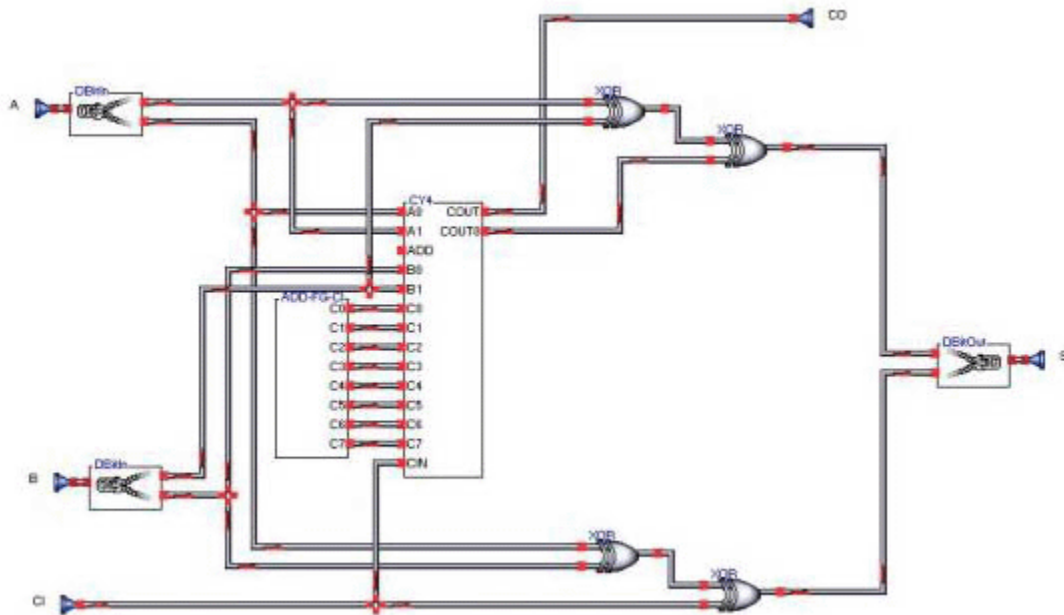 CO
DBitIn
A
XOR
XOR
CY4
A0
COUT
A1
COUT0
ADD
B0
B1
ADD-FG-CI
C0
C0
C1
C1
C2
C2
C3
C3
C4
C4
C5
C5
C6
C6
C7
C7
CIN
DBitOut
S
DBitIn
B
XOR
XOR
CI